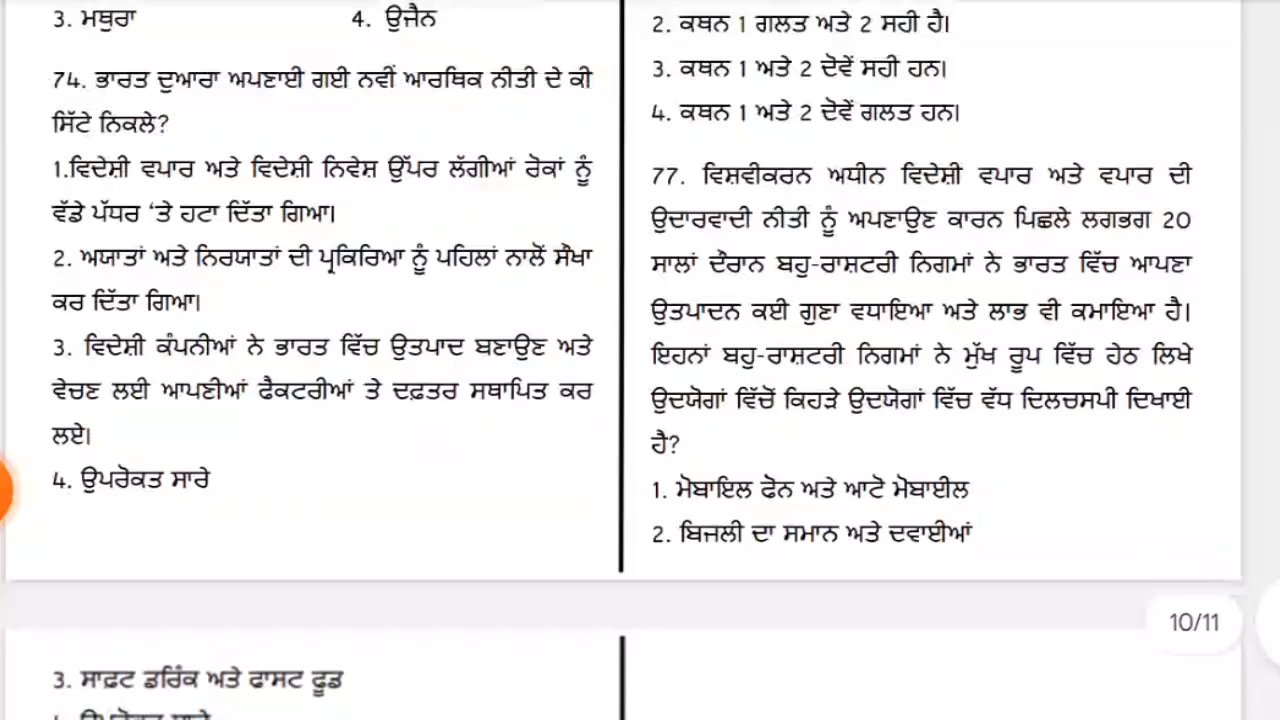 3. ਮਥੁਰਾ 4. ਉਜੈਨ
74. ਭਾਰਤ ਦੁਆਰਾ ਅਪਣਾਈ ਗਈ ਨਵੀਂ ਆਰਥਿਕ ਨੀਤੀ ਦੇ ਕੀ
ਸਿੱਟੇ ਨਿਕਲੇ?
1.ਵਿਦੇਸ਼ੀ ਵਪਾਰ ਅਤੇ ਵਿਦੇਸ਼ੀ ਨਿਵੇਸ਼ ਉੱਪਰ ਲੱਗੀਆਂ ਰੋਕਾਂ ਨੂੰ
ਵੱਡੇ ਪੱਧਰ ‘ਤੇ ਹਟਾ ਦਿੱਤਾ ਗਿਆ।
2. ਅਯਾਤਾਂ ਅਤੇ ਨਿਰਯਾਤਾਂ ਦੀ ਪ੍ਰਕਿਰਿਆ ਨੂੰ ਪਹਿਲਾਂ ਨਾਲੋਂ ਸੌਖਾ
ਕਰ ਦਿੱਤਾ ਗਿਆ।
3. ਵਿਦੇਸ਼ੀ ਕੰਪਨੀਆਂ ਨੇ ਭਾਰਤ ਵਿੱਚ ਉਤਪਾਦ ਬਣਾਉਣ ਅਤੇ
ਵੇਚਣ ਲਈ ਆਪਣੀਆਂ ਫੈਕਟਰੀਆਂ ਤੇ ਦਫ਼ਤਰ ਸਥਾਪਿਤ ਕਰ
ਲਏ।
4. ਉਪਰੋਕਤ ਸਾਰੇ
2. ਕਥਨ 1 ਗਲਤ ਅਤੇ 2 ਸਹੀ ਹੈ।
3. ਕਥਨ 1 ਅਤੇ 2 ਦੋਵੇਂ ਸਹੀ ਹਨ।
4. ਕਥਨ 1 ਅਤੇ 2 ਦੋਵੇਂ ਗਲਤ ਹਨ।
77. ਵਿਸ਼ਵੀਕਰਨ ਅਧੀਨ ਵਿਦੇਸ਼ੀ ਵਪਾਰ ਅਤੇ ਵਪਾਰ ਦੀ
ਉਦਾਰਵਾਦੀ ਨੀਤੀ ਨੂੰ ਅਪਣਾਉਣ ਕਾਰਨ ਪਿਛਲੇ ਲਗਭਗ 20
ਸਾਲਾਂ ਦੌਰਾਨ ਬਹੁ-ਰਾਸ਼ਟਰੀ ਨਿਗਮਾਂ ਨੇ ਭਾਰਤ ਵਿੱਚ ਆਪਣਾ
ਉਤਪਾਦਨ ਕਈ ਗੁਣਾ ਵਧਾਇਆ ਅਤੇ ਲਾਭ ਵੀ ਕਮਾਇਆ ਹੈ।
ਇਹਨਾਂ ਬਹੁ-ਰਾਸ਼ਟਰੀ ਨਿਗਮਾਂ ਨੇ ਮੁੱਖ ਰੂਪ ਵਿੱਚ ਹੇਠ ਲਿਖੇ
ਉਦਯੋਗਾਂ ਵਿੱਚੋਂ ਕਿਹੜੇ ਉਦਯੋਗਾਂ ਵਿੱਚ ਵੱਧ ਦਿਲਚਸਪੀ ਦਿਖਾਈ
ਹੈ?
1. ਮੋਬਾਇਲ ਫੋਨ ਅਤੇ ਆਟੋ ਮੋਬਾਈਲ
2. ਬਿਜਲੀ ਦਾ ਸਮਾਨ ਅਤੇ ਦਵਾਈਆਂ
10/11
3. ਸਾਫ਼ਟ ਡਰਿੰਕ ਅਤੇ ਫਾਸਟ ਫੂਡ
4. ਉਪਰੋਕਤ ਸਾਰੇ